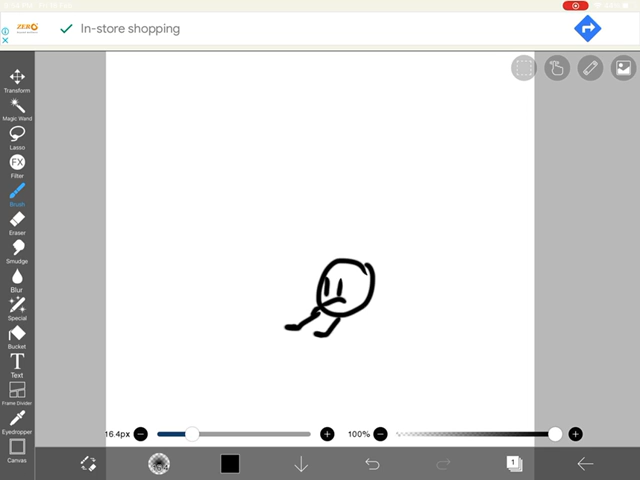 ZERO
In-store shopping
Transform
Magic Wand
Lasso
FX
Filter
Brush
Eraser
Smudge
Blur
Special
Bucket
T
Text
Frame Divider
Eyedropper
Canvas
16.4px
100%
1